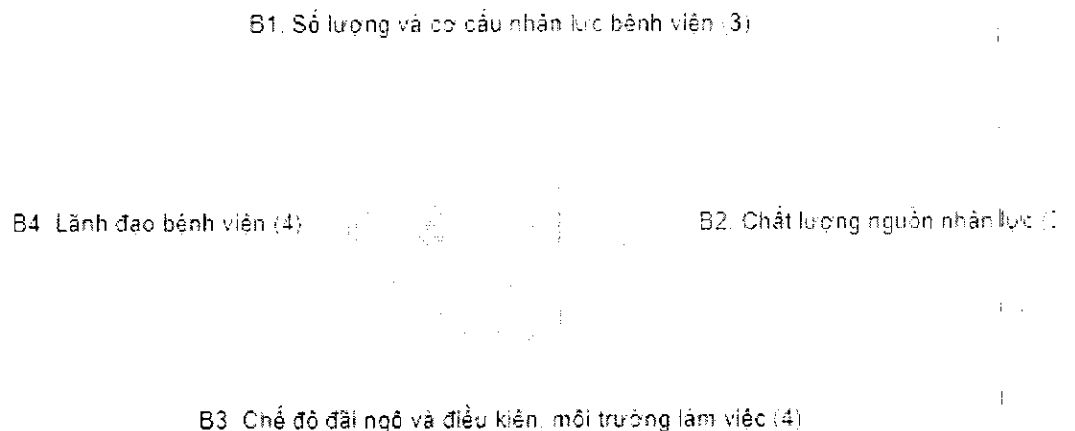 B1. Số lượng và cơ cấu nhân lực bệnh viện (3)
B4. Lãnh đạo bệnh viện (4)
B2. Chất lượng nguồn nhân lực
B3. Chế độ đãi ngộ và điều kiện, môi trường làm việc (4)